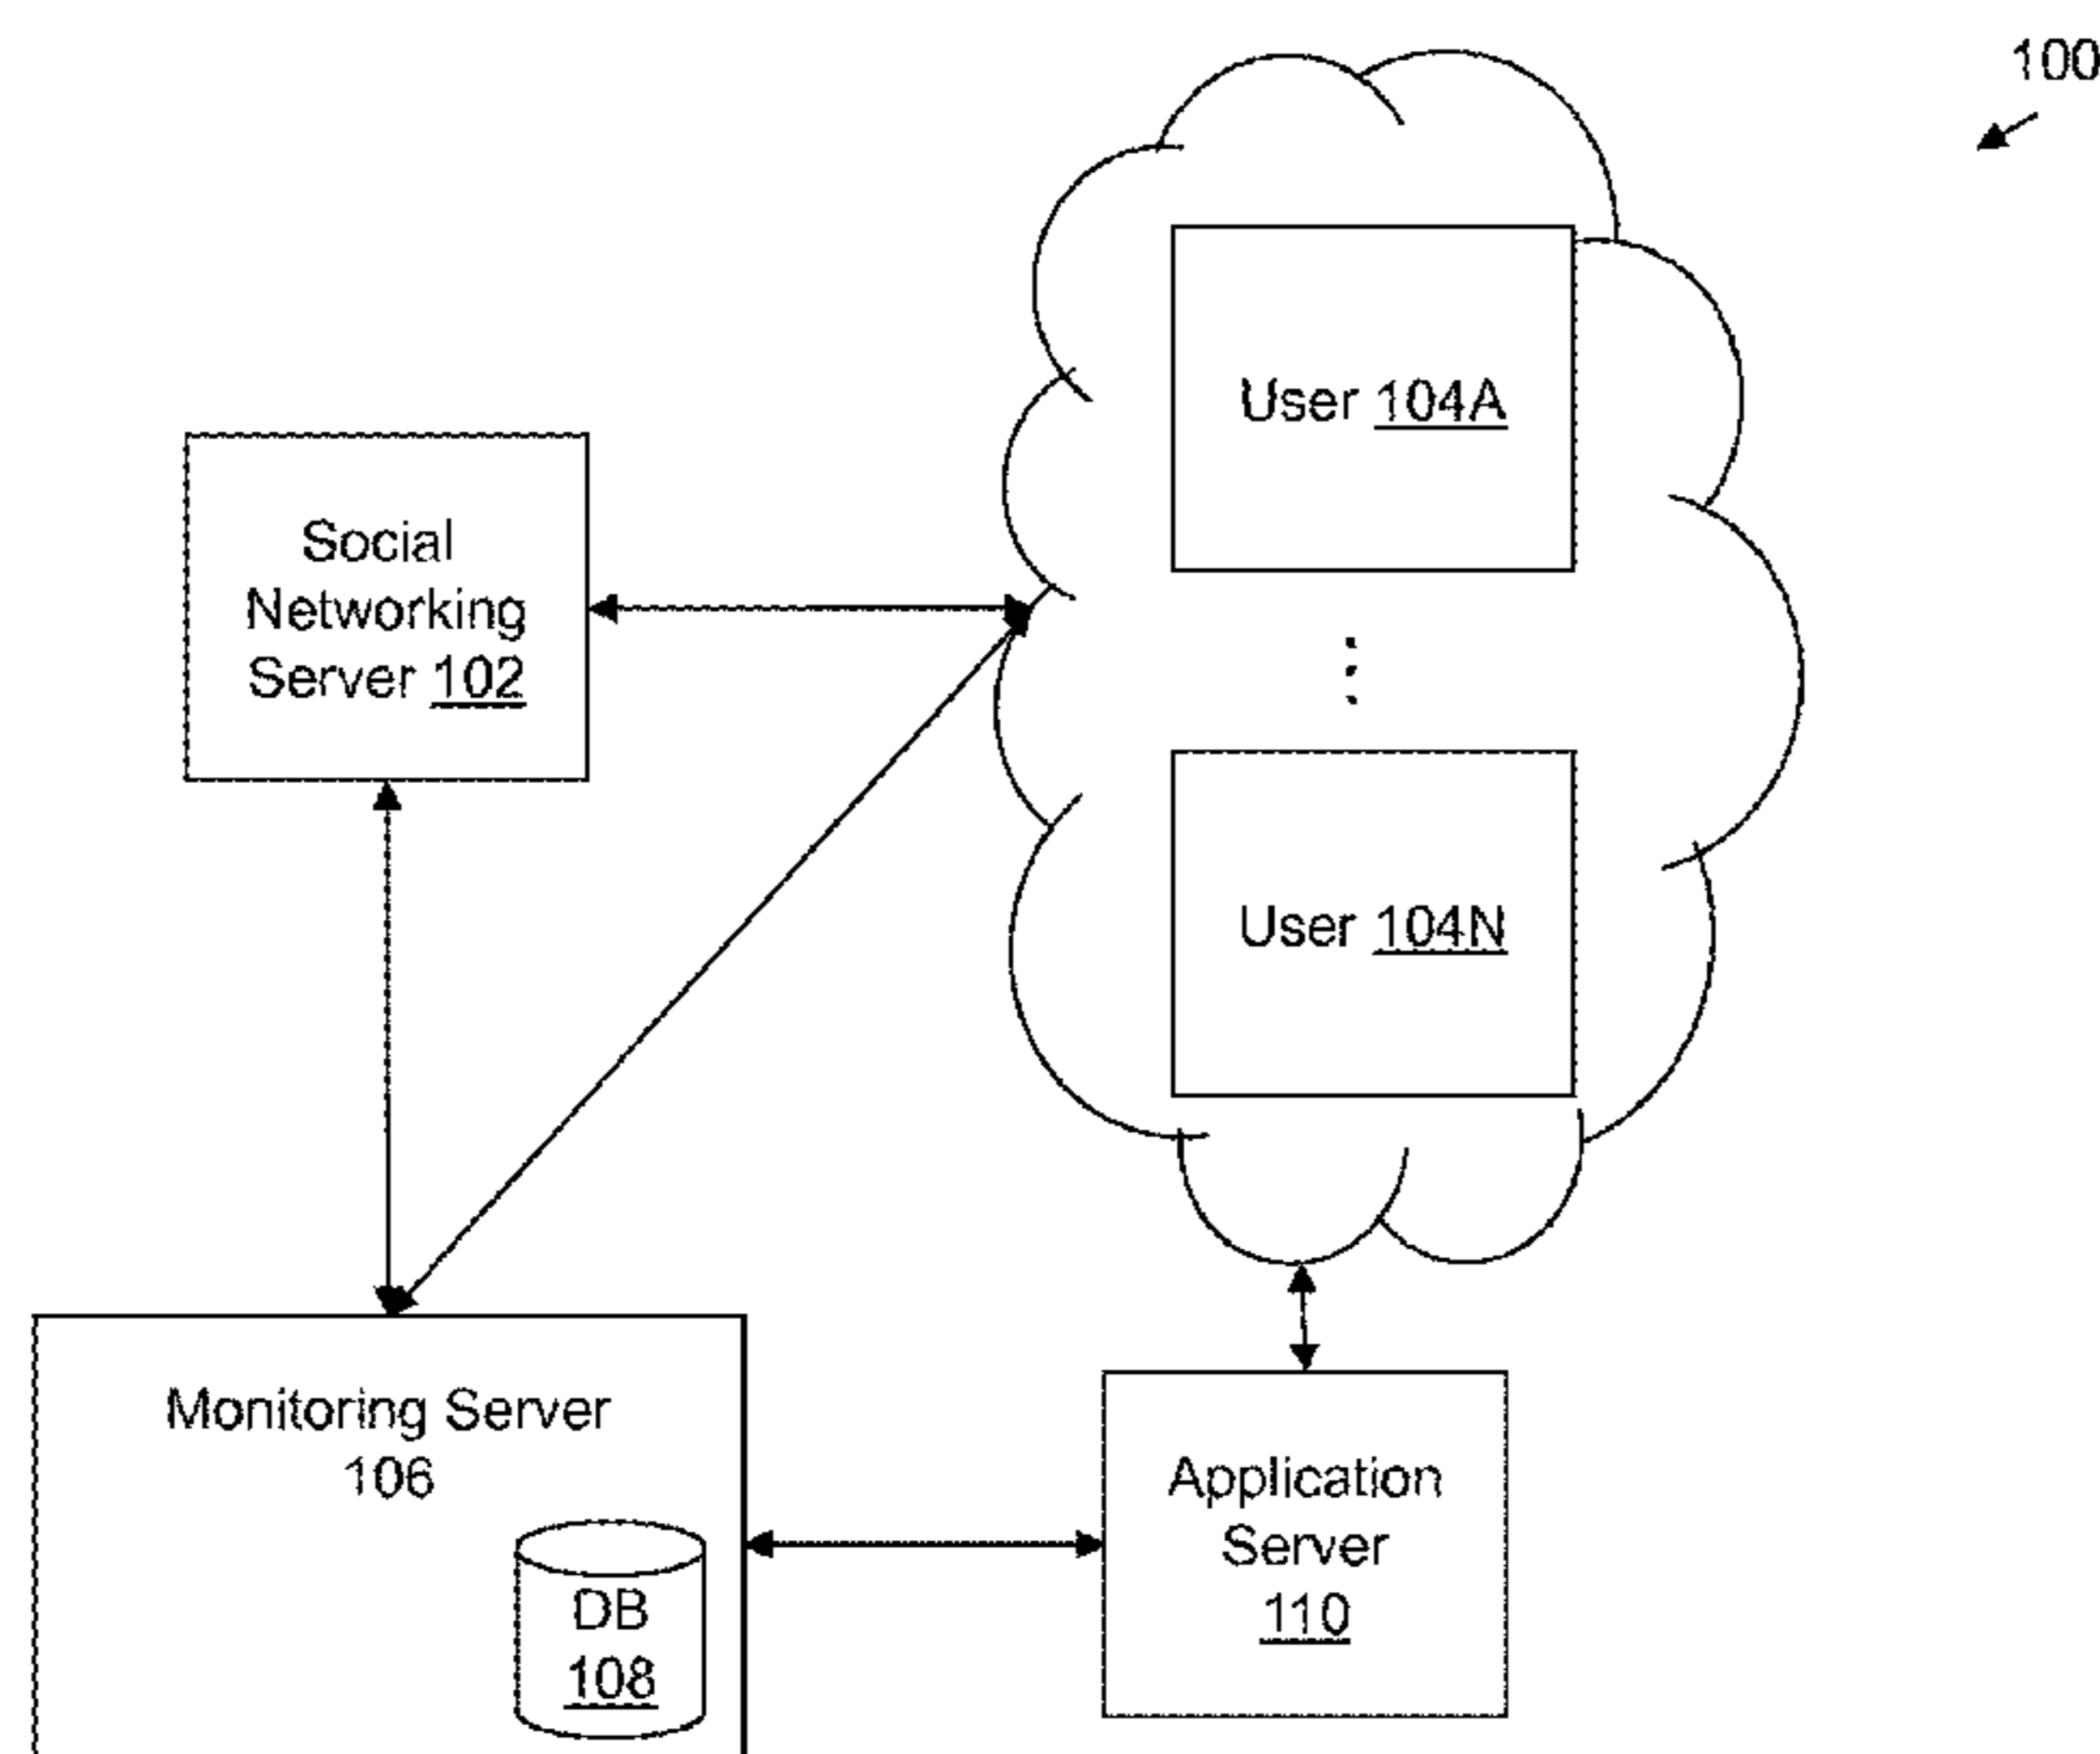 100
User 104A
Social
Networking
Server 102
User 104N
Monitoring Server
106
DB
108
Application
Server
110